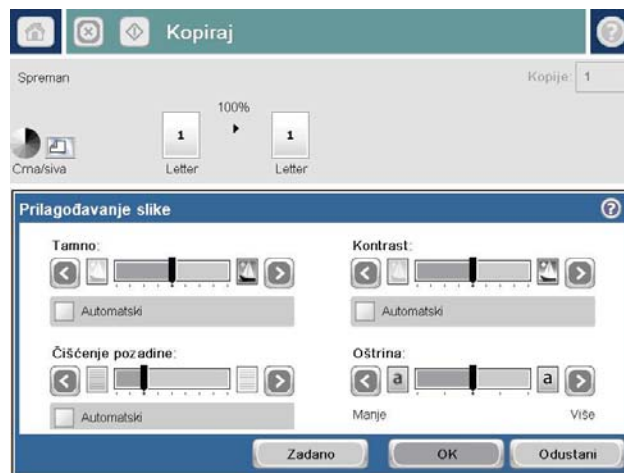 Kopiraj
Spreman
Kopije: 1
100%
1 1
Crna/siva Letter Letter
Prilagođavanje slike
Tamno: Kontrast:
Automatski Automatski
Čišćenje pozadine: Oštrina:
a a
Automatski Manje Više
Zadano OK Odustani